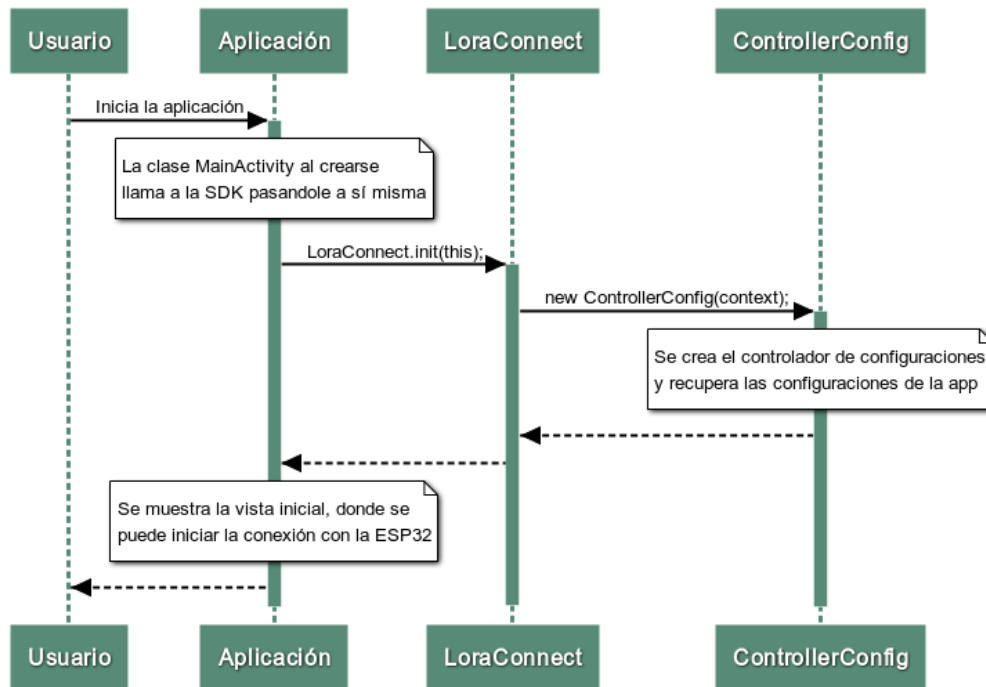 Usuario
Aplicación
LoraConnect
ControllerConfig
Inicia la aplicación
La clase MainActivity al crearse
llama a la SDK pasandole a sí misma
LoraConnect.init(this);
new ControllerConfig(context);
Se crea el controlador de configuraciones
y recupera las configuraciones de la app
Se muestra la vista inicial, donde se
puede iniciar la conexión con la ESP32
Usuario
Aplicación
LoraConnect
ControllerConfig